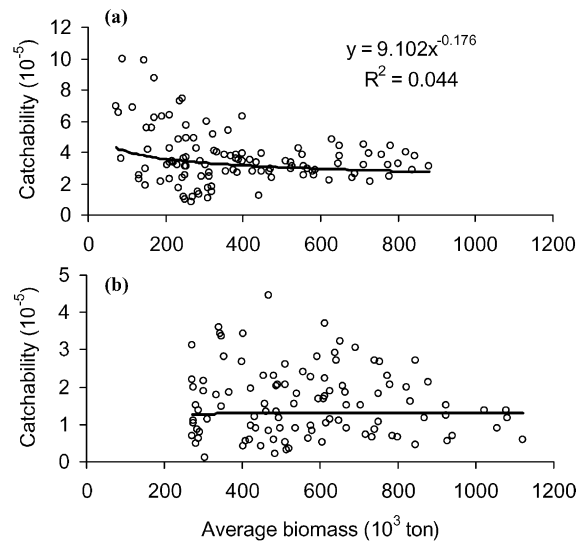 (a)
12
10
8
6
4
2
0
Catchability (10⁻⁵)
y = 9.102x⁻⁰·¹⁷⁶
R² = 0.044
0 200 400 600 800 1000 1200
(b)
5
4
3
2
1
0
Catchability (10⁻⁵)
0 200 400 600 800 1000 1200
Average biomass (10³ ton)